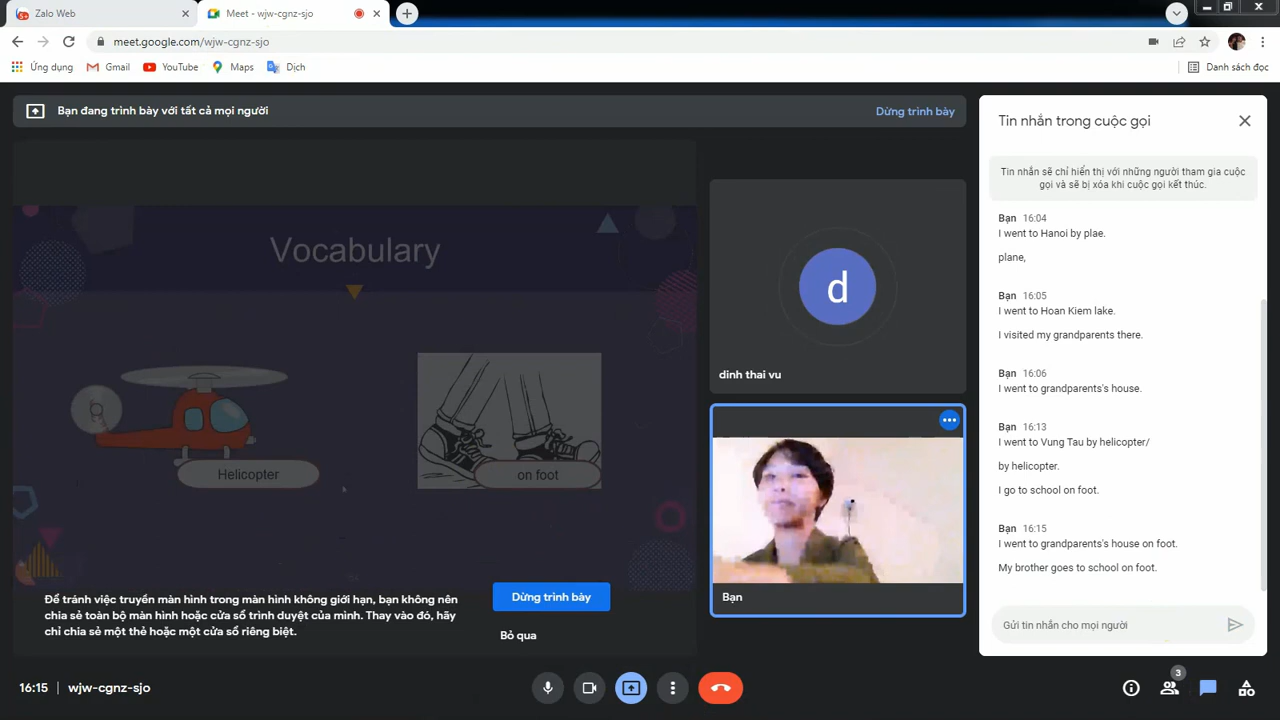 Zalo Web
Meet - wjw-cgnz-sjo
meet.google.com/wjw-cgnz-sjo
Ứng dụng
Gmail
YouTube
Maps
Dịch
Danh sách đọc
Bạn đang trình bày với tất cả mọi người
Dừng trình bày
Vocabulary
Helicopter
on foot
Để tránh việc truyền màn hình trong màn hình không giới hạn, bạn không nên
chia sẻ toàn bộ màn hình hoặc cửa sổ trình duyệt của mình. Thay vào đó, hãy
chỉ chia sẻ một thẻ hoặc một cửa sổ riêng biệt.
Dừng trình bày
Bỏ qua
d
dinh thai vu
Bạn
Tin nhắn trong cuộc gọi
Tin nhắn sẽ chỉ hiển thị với những người tham gia cuộc
gọi và sẽ bị xóa khi cuộc gọi kết thúc.
Bạn 16:04
I went to Hanoi by plae.
plane,
Bạn 16:05
I went to Hoan Kiem lake.
I visited my grandparents there.
Bạn 16:06
I went to grandparents's house.
Bạn 16:13
I went to Vung Tau by helicopter/
by helicopter.
I go to school on foot.
Bạn 16:15
I went to grandparents's house on foot.
My brother goes to school on foot.
Gửi tin nhắn cho mọi người
16:15 | wjw-cgnz-sjo
3